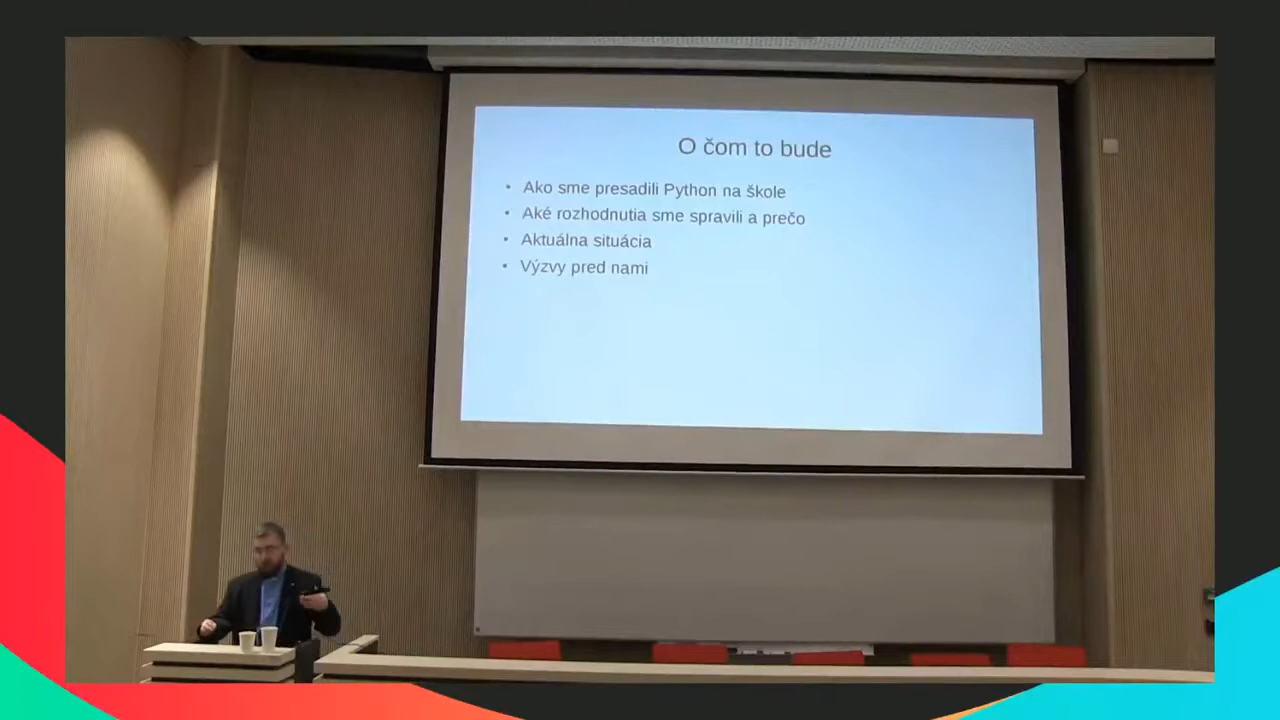 O čom to bude
• Ako sme presadili Python na škole
• Aké rozhodnutia sme spravili a prečo
• Aktuálna situácia
• Výzvy pred nami